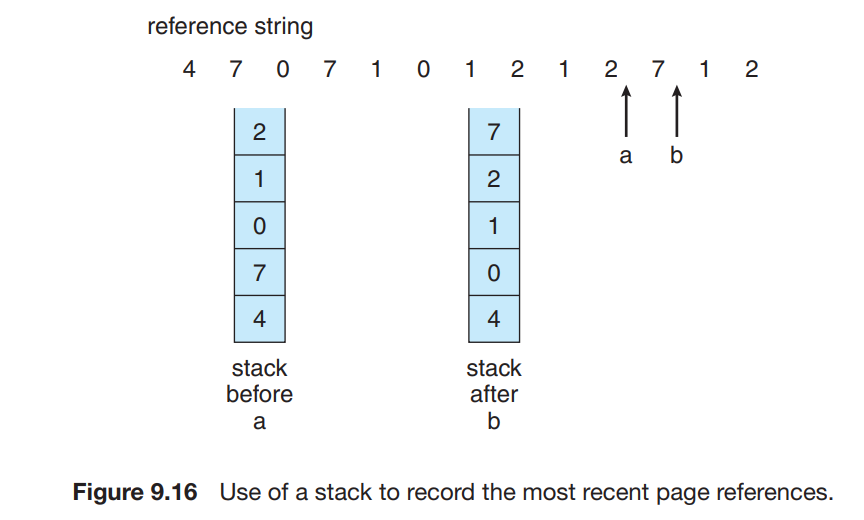 reference string
4 7 0 7 1 0 1 2 1 2 7 1 2
a b
2
1
0
7
4
stack
before
a
7
2
1
0
4
stack
after
b
Figure 9.16 Use of a stack to record the most recent page references.